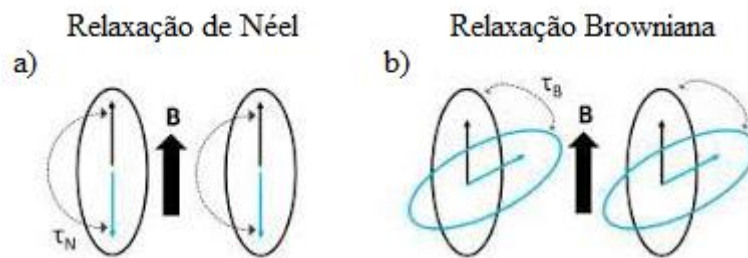 Relaxação de Néel
Relaxação Browniana
a)
b)
B
τN
τB
B